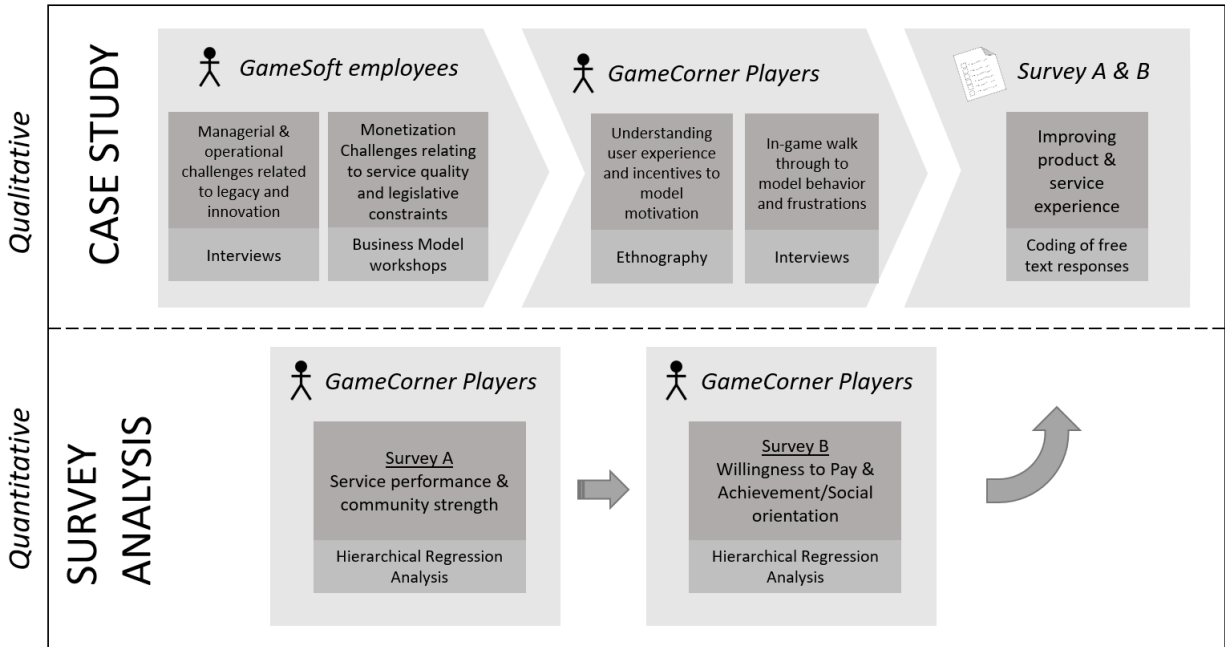 Qualitative
CASE STUDY
GameSoft employees
Managerial &
operational
challenges related
to legacy and
innovation
Interviews
Monetization
Challenges relating
to service quality
and legislative
constraints
Business Model
workshops
GameCorner Players
Understanding
user experience
and incentives to
model
motivation
Ethnography
In-game walk
through to
model behavior
and frustrations
Interviews
Survey A & B
Improving
product &
service
experience
Coding of free
text responses
Quantitative
SURVEY
ANALYSIS
GameCorner Players
Survey A
Service performance &
community strength
Hierarchical Regression
Analysis
GameCorner Players
Survey B
Willingness to Pay &
Achievement/Social
orientation
Hierarchical Regression
Analysis